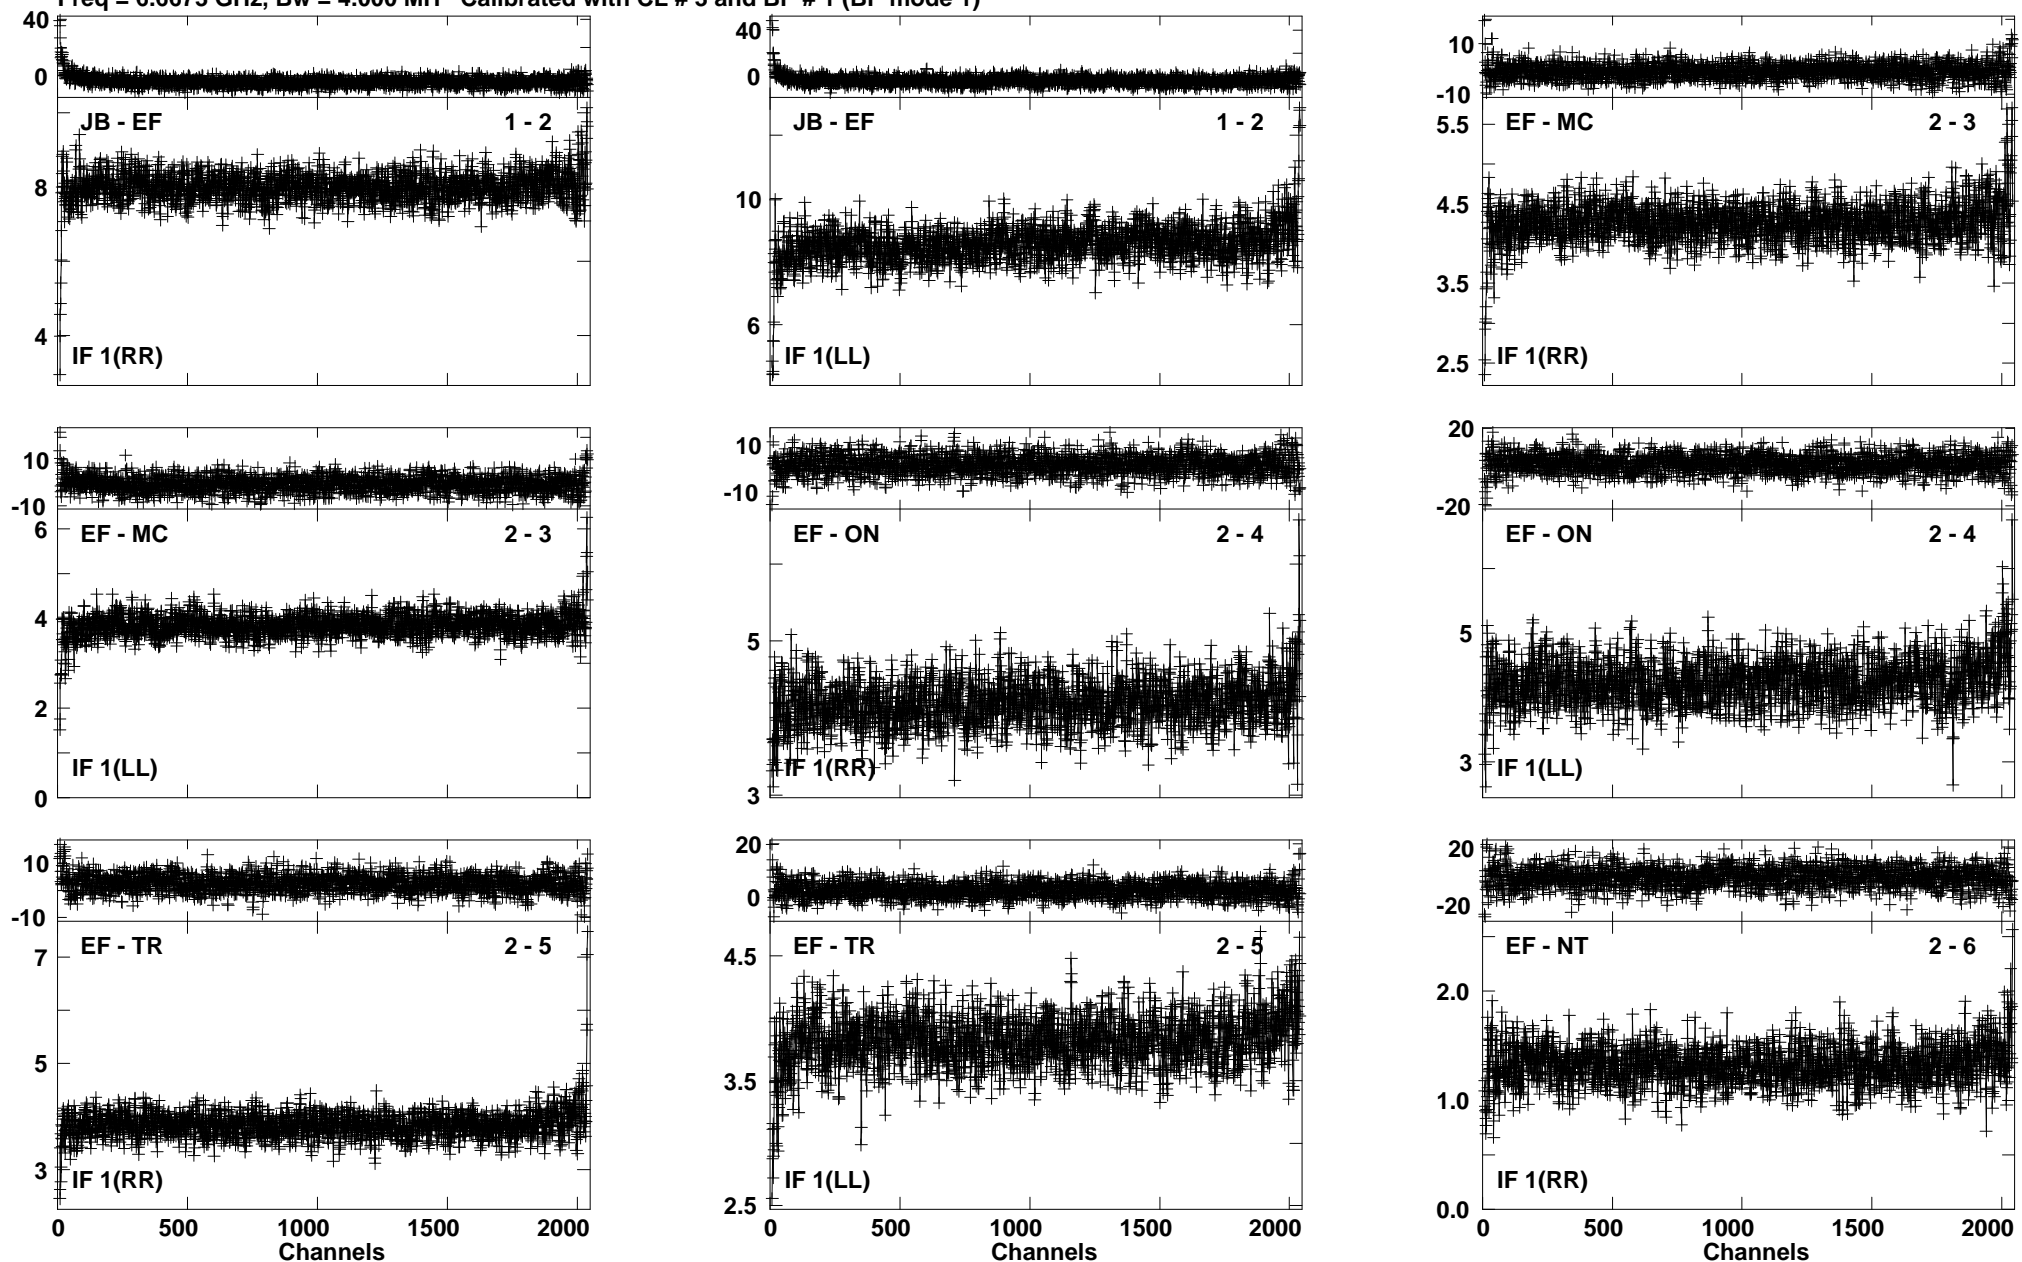 Freq = 6.6673 GHz, Bw = 4.000 MH Calibrated with CL # 3 and BP # 1 (BP mode 1)
40
0
JB - EF 1 - 2
8
4
IF 1(RR)
40
0
JB - EF 1 - 2
10
6
IF 1(LL)
10
-10
EF - MC 2 - 3
5.5
4.5
3.5
2.5
IF 1(RR)
10
-10
EF - MC 2 - 3
6
4
2
0
IF 1(LL)
10
-10
EF - ON 2 - 4
5
3
IF 1(RR)
20
-20
EF - ON 2 - 4
5
3
IF 1(LL)
10
-10
EF - TR 2 - 5
7
5
3
IF 1(RR)
0 500 1000 1500 2000
Channels
20
0
EF - TR 2 - 5
4.5
3.5
2.5
IF 1(LL)
0 500 1000 1500 2000
20
-20
EF - NT 2 - 6
2.0
1.0
0.0
IF 1(RR)
0 500 1000 1500 2000
Channels